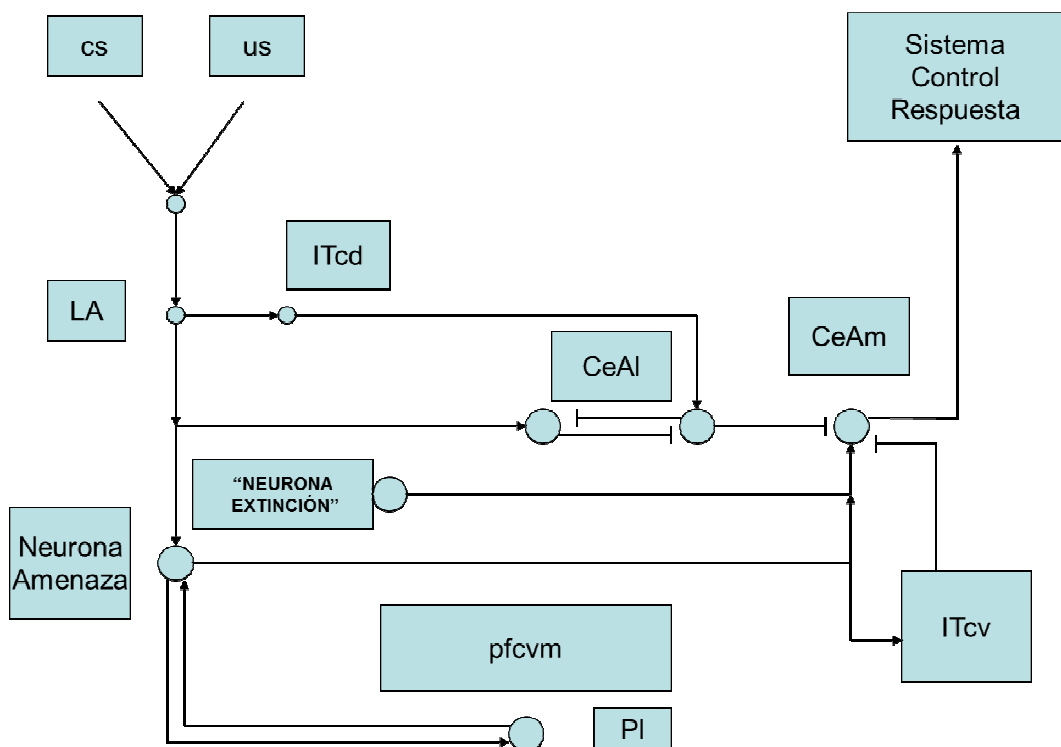 cs
us
Sistema
Control
Respuesta
ITcd
LA
CeAl
CeAm
“NEURONA
EXTINCIÓN”
Neurona
Amenaza
ITcv
pfcvm
Pl